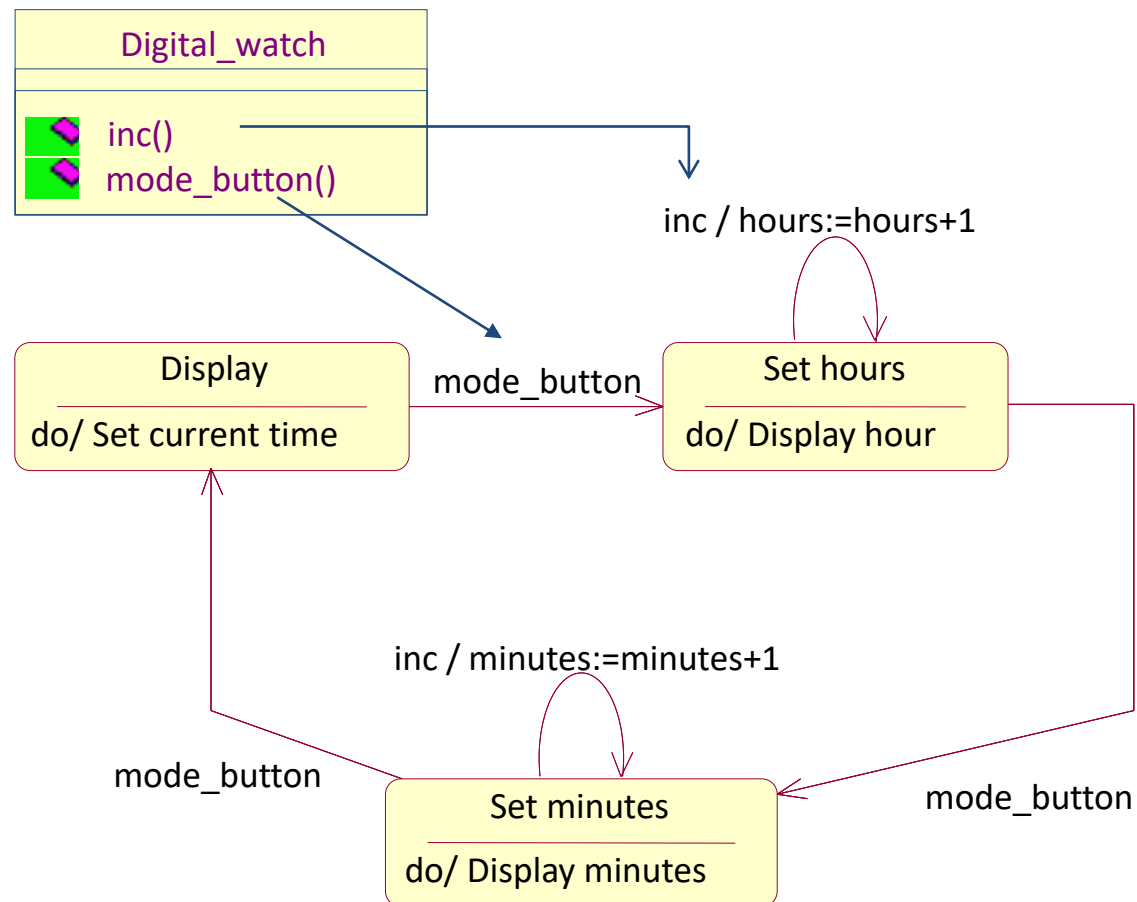 Digital_watch
inc()
mode_button()
inc / hours:=hours+1
Display
do/ Set current time
mode_button
Set hours
do/ Display hour
inc / minutes:=minutes+1
mode_button
mode_button
Set minutes
do/ Display minutes